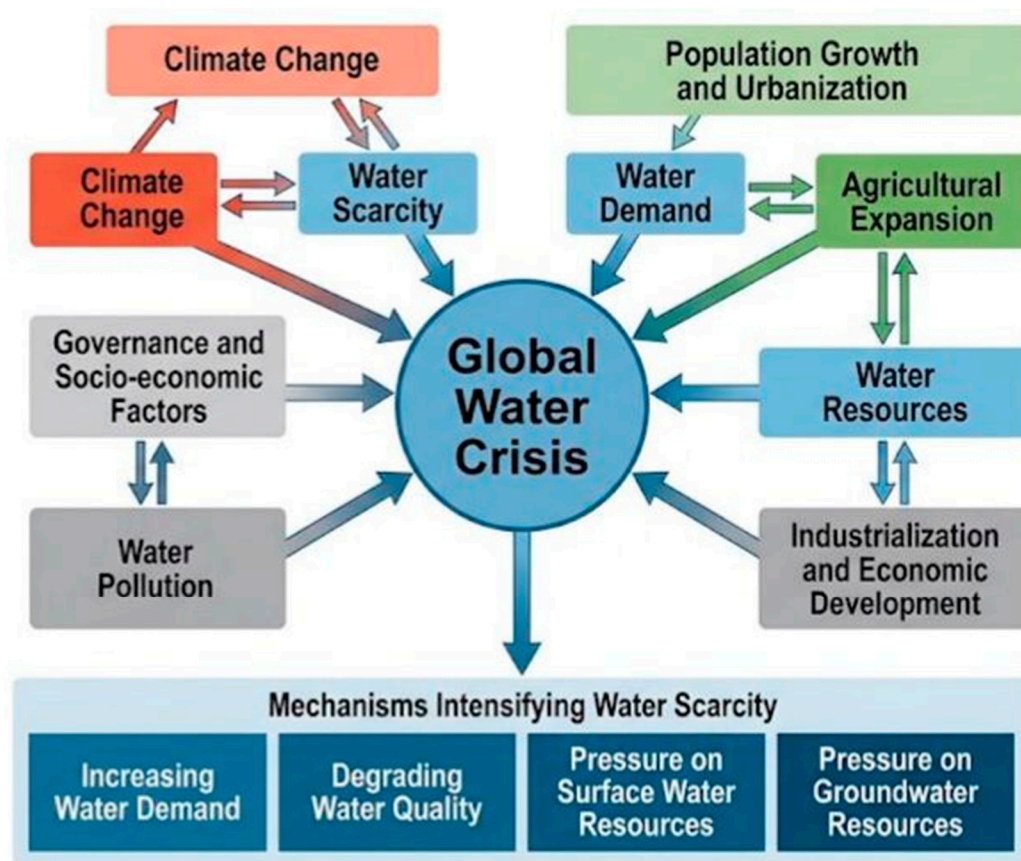 Climate Change
Population Growth
and Urbanization
Climate
Change
Water
Scarcity
Water
Demand
Agricultural
Expansion
Governance and
Socio-economic
Factors
Global
Water
Crisis
Water
Resources
Water
Pollution
Industrialization
and Economic
Development
Mechanisms Intensifying Water Scarcity
Increasing
Water Demand
Degrading
Water Quality
Pressure on
Surface Water
Resources
Pressure on
Groundwater
Resources